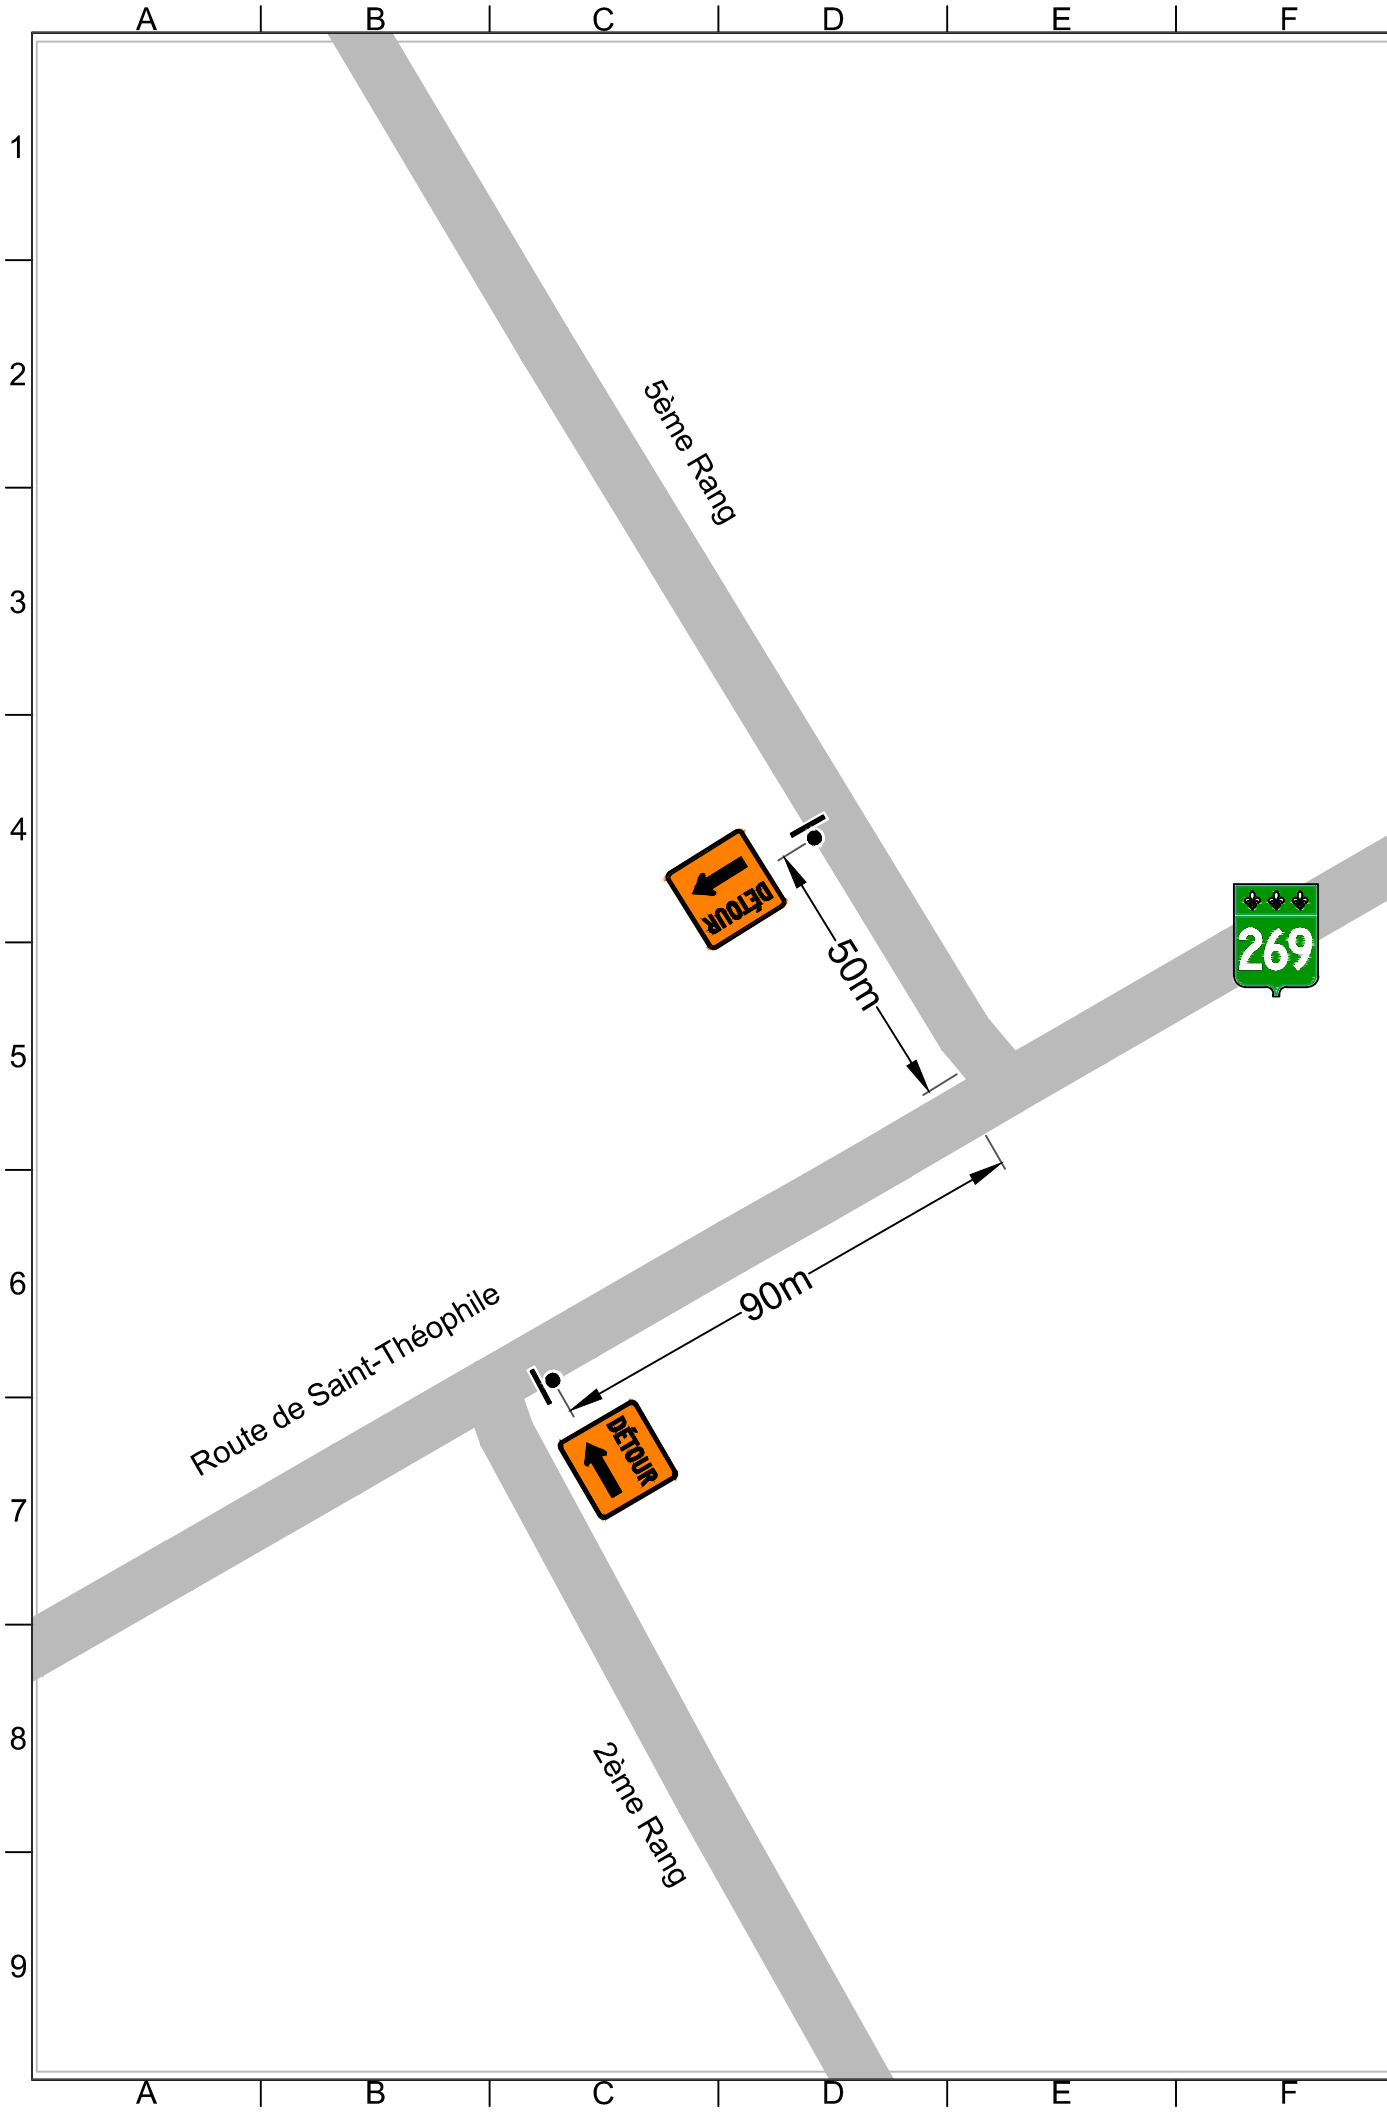 A B C D E F
1
2
5ème Rang
3
4
DÉTOUR
269
50m
5
6
90m
Route de Saint-Théophile
DÉTOUR
7
8
2ème Rang
9
A B C D E F